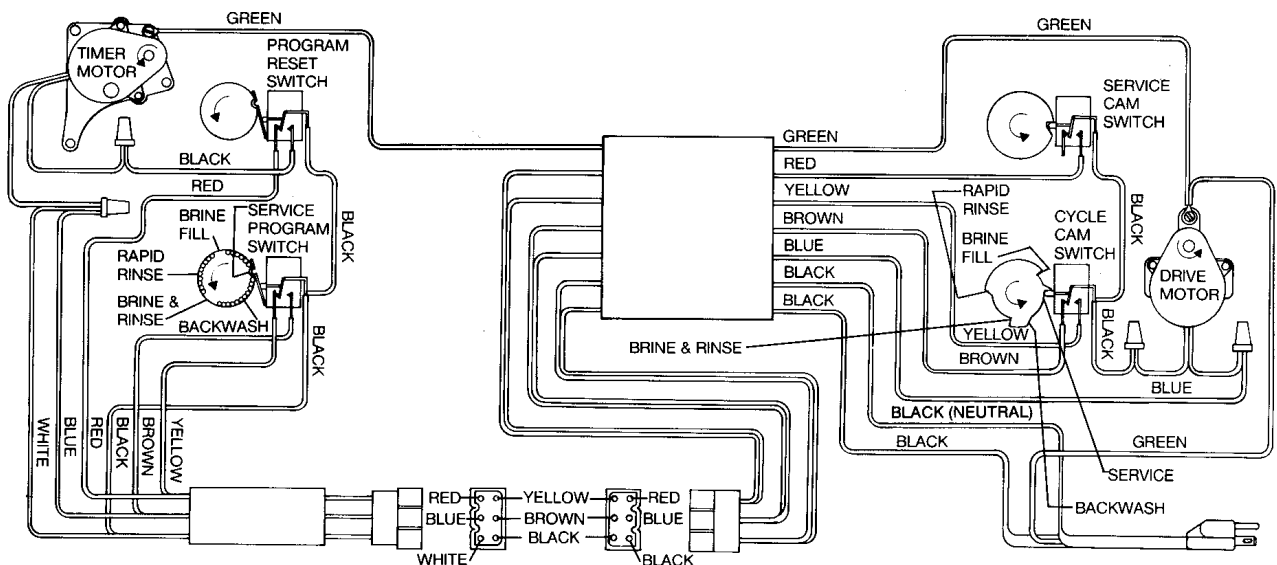 GREEN
TIMER
MOTOR
PROGRAM
RESET
SWITCH
BLACK
RED
BLACK
BRINE
FILL
SERVICE
PROGRAM
SWITCH
RAPID
RINSE
BRINE &
RINSE
BACKWASH
BLACK
WHITE
BLUE
RED
BLACK
BROWN
YELLOW
RED
YELLOW
RED
BLUE
BROWN
BLUE
BLACK
WHITE
BLACK
GREEN
SERVICE
CAM
SWITCH
GREEN
RED
YELLOW
BROWN
BLUE
BLACK
BLACK
RAPID
RINSE
BRINE
FILL
CYCLE
CAM
SWITCH
BLACK
DRIVE
MOTOR
YELLOW
BRINE & RINSE
BROWN
BLACK
BLUE
BLACK (NEUTRAL)
BLACK
GREEN
SERVICE
BACKWASH